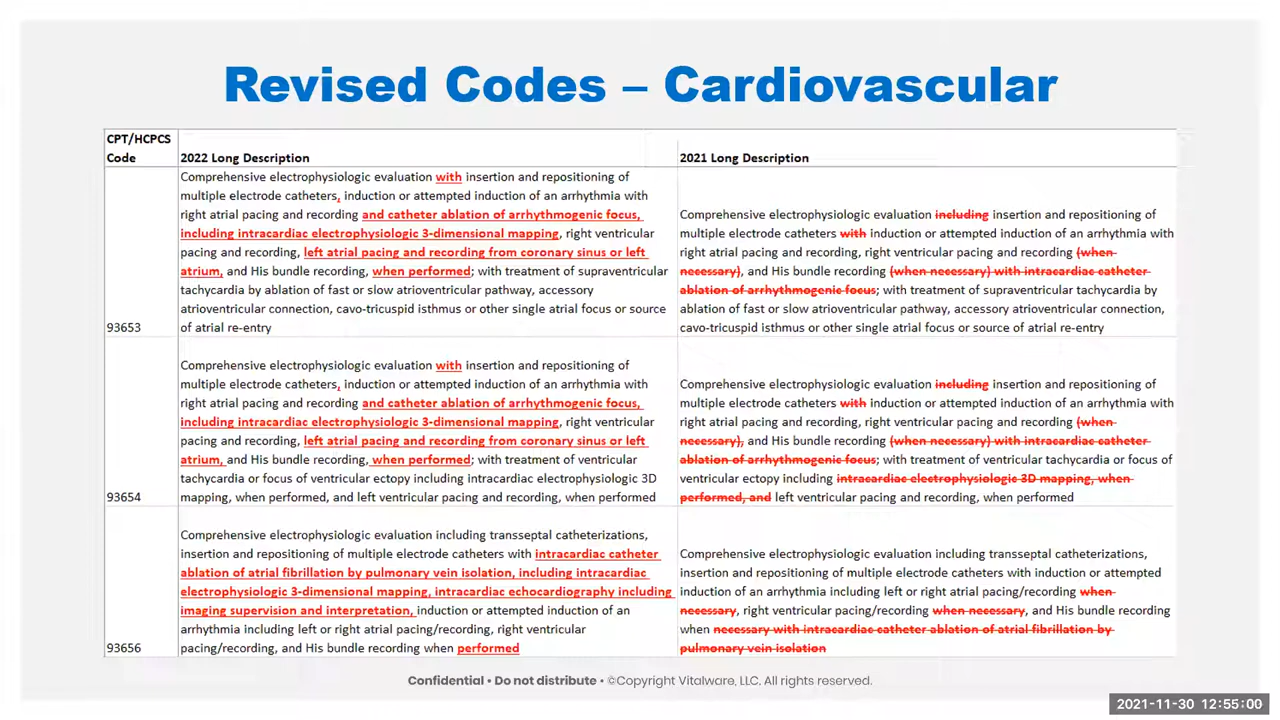 Revised Codes – Cardiovascular
CPT/HCPCS
Code
2022 Long Description
2021 Long Description
Comprehensive electrophysiologic evaluation with insertion and repositioning of
multiple electrode catheters, induction or attempted induction of an arrhythmia with
right atrial pacing and recording and catheter ablation of arrhythmogenic focus,
including intracardiac electrophysiologic 3-dimensional mapping, right ventricular
pacing and recording, left atrial pacing and recording from coronary sinus or left
atrium, and His bundle recording, when performed; with treatment of supraventricular
tachycardia by ablation of fast or slow atrioventricular pathway, accessory
atrioventricular connection, cavo-tricuspid isthmus or other single atrial focus or source
93653
of atrial re-entry
Comprehensive electrophysiologic evaluation including insertion and repositioning of
multiple electrode catheters with induction or attempted induction of an arrhythmia with
right atrial pacing and recording, right ventricular pacing and recording (when
necessary), and His bundle recording (when necessary) with intracardiac catheter
ablation of arrhythmogenic focus; with treatment of supraventricular tachycardia by
ablation of fast or slow atrioventricular pathway, accessory atrioventricular connection,
cavo-tricuspid isthmus or other single atrial focus or source of atrial re-entry
Comprehensive electrophysiologic evaluation with insertion and repositioning of
multiple electrode catheters, induction or attempted induction of an arrhythmia with
right atrial pacing and recording and catheter ablation of arrhythmogenic focus,
including intracardiac electrophysiologic 3-dimensional mapping, right ventricular
pacing and recording, left atrial pacing and recording from coronary sinus or left
atrium, and His bundle recording, when performed; with treatment of ventricular
tachycardia or focus of ventricular ectopy including intracardiac electrophysiologic 3D
93654
mapping, when performed, and left ventricular pacing and recording, when performed
Comprehensive electrophysiologic evaluation including insertion and repositioning of
multiple electrode catheters with induction or attempted induction of an arrhythmia with
right atrial pacing and recording, right ventricular pacing and recording (when
necessary), and His bundle recording (when necessary) with intracardiac catheter
ablation of arrhythmogenic focus; with treatment of ventricular tachycardia or focus of
ventricular ectopy including intracardiac electrophysiologic 3D mapping, when
performed, and left ventricular pacing and recording, when performed
Comprehensive electrophysiologic evaluation including transseptal catheterizations,
insertion and repositioning of multiple electrode catheters with intracardiac catheter
ablation of atrial fibrillation by pulmonary vein isolation, including intracardiac
electrophysiologic 3-dimensional mapping, intracardiac echocardiography including
imaging supervision and interpretation, induction or attempted induction of an
arrhythmia including left or right atrial pacing/recording, right ventricular
93656
pacing/recording, and His bundle recording when performed
Comprehensive electrophysiologic evaluation including transseptal catheterizations,
insertion and repositioning of multiple electrode catheters with induction or attempted
induction of an arrhythmia including left or right atrial pacing/recording when
necessary, right ventricular pacing/recording when necessary, and His bundle recording
when necessary with intracardiac catheter ablation of atrial fibrillation by
pulmonary vein isolation
Confidential • Do not distribute • ©Copyright Vitalware, LLC. All rights reserved.
2021-11-30 12:55:00